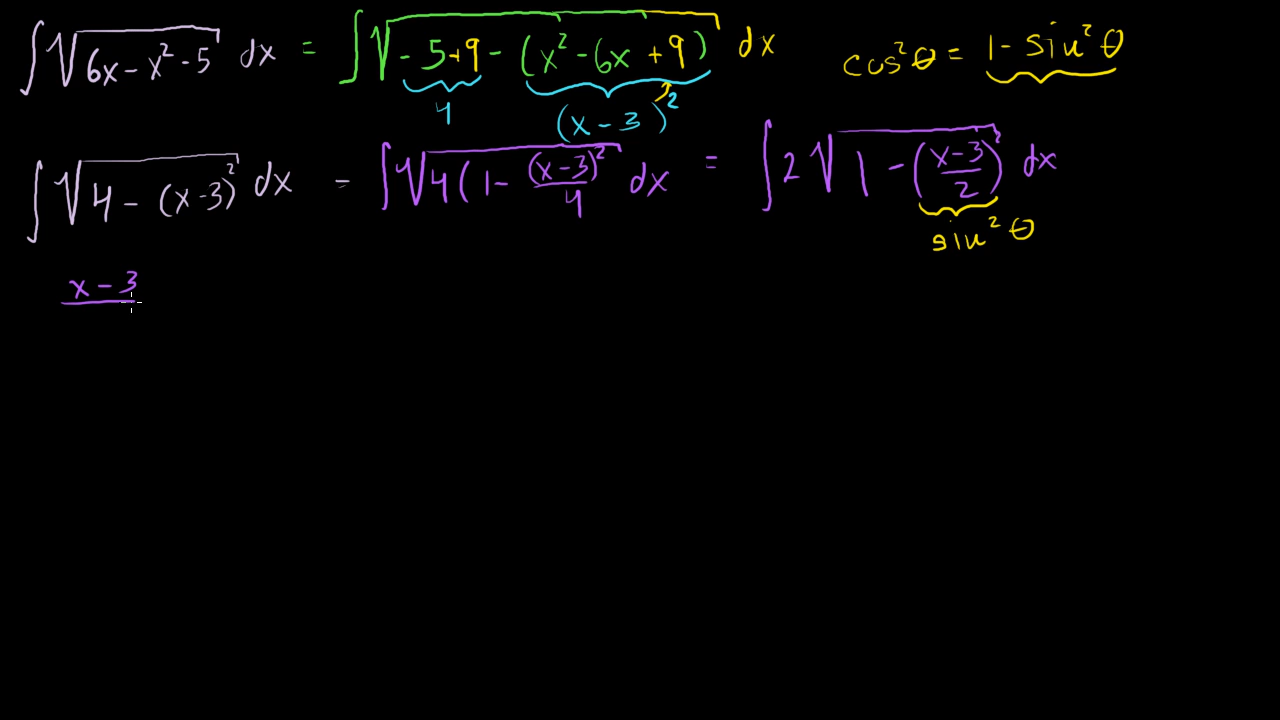 ∫√(6x − x² − 5) dx = ∫√(−5+9 − (x² − 6x + 9)) dx cos²θ = 1 − sin²θ
4 (x − 3)²
∫√(4 − (x−3)²) dx = ∫√(4(1 − (x−3)²/4 dx = ∫2√(1 − ((x−3)/2)²) dx
sin²θ
x − 3